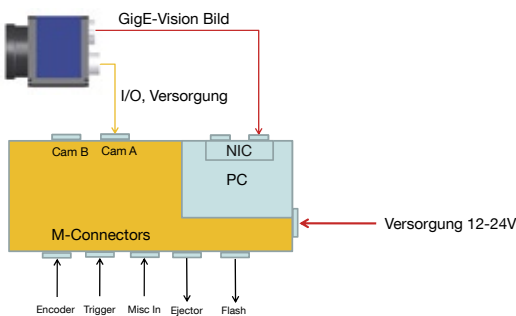 GigE-Vision Bild
I/O, Versorgung
Cam B
Cam A
NIC
PC
Versorgung 12-24V
M-Connectors
Encoder
Trigger
Misc In
Ejector
Flash